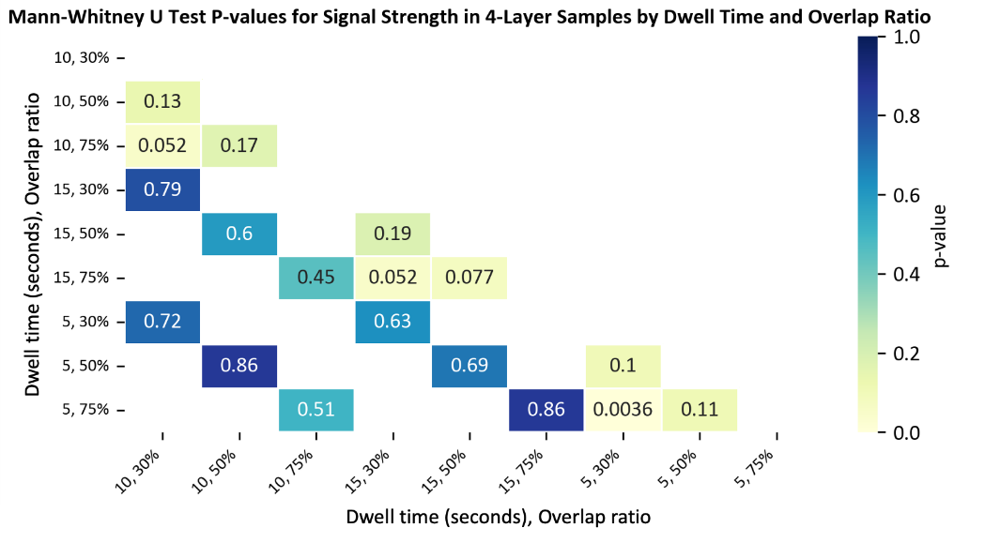 Mann-Whitney U Test P-values for Signal Strength in 4-Layer Samples by Dwell Time and Overlap Ratio
Dwell time (seconds), Overlap ratio
10, 30%
10, 50% 0.13
10, 75% 0.052 0.17
15, 30% 0.79
15, 50% 0.6 0.19
15, 75% 0.45 0.052 0.077
5, 30% 0.72 0.63
5, 50% 0.86 0.69 0.1
5, 75% 0.51 0.86 0.0036 0.11
10, 30% 10, 50% 10, 75% 15, 30% 15, 50% 15, 75% 5, 30% 5, 50% 5, 75%
Dwell time (seconds), Overlap ratio
1.0
0.8
0.6
0.4
0.2
0.0
p-value